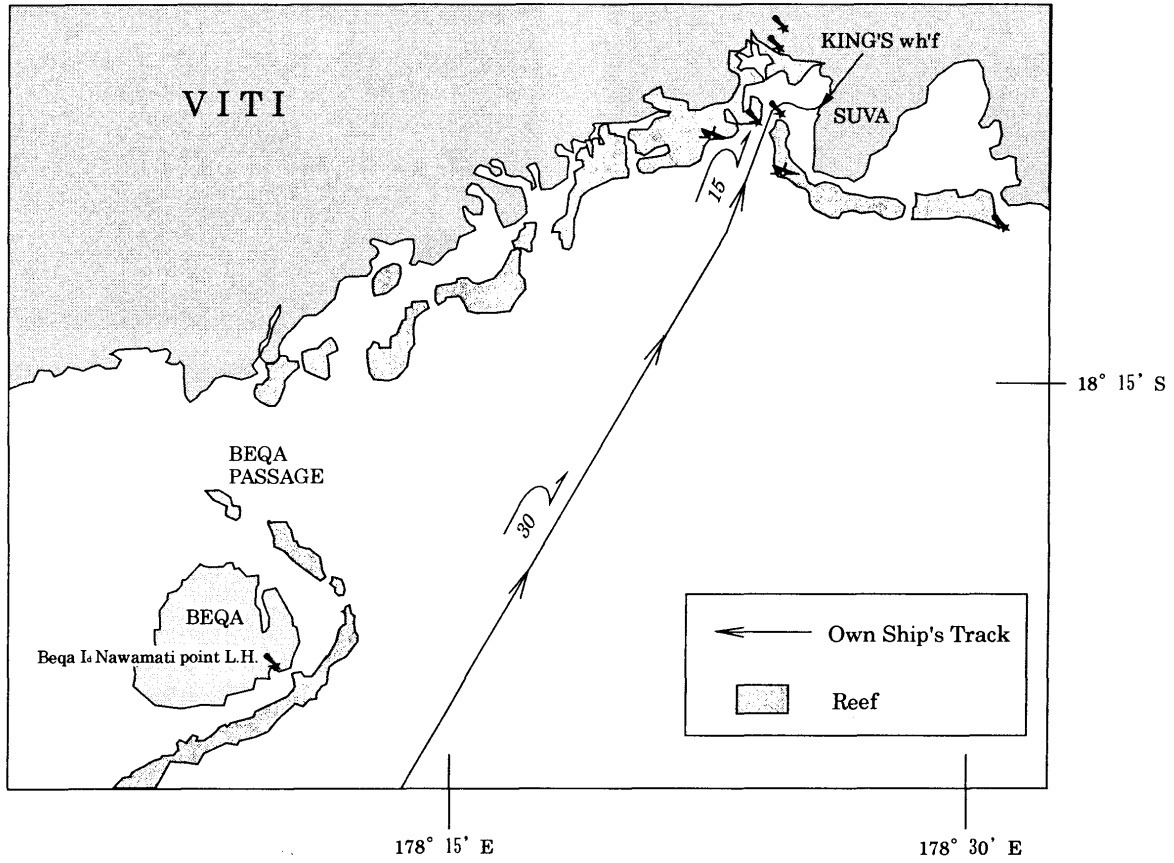 KING'S wh'f
VITI
SUVA
15
18° 15' S
BEQA
PASSAGE
30
BEQA
Own Ship's Track
Beqa Id Nawamati point L.H.
Reef
178° 15' E
178° 30' E